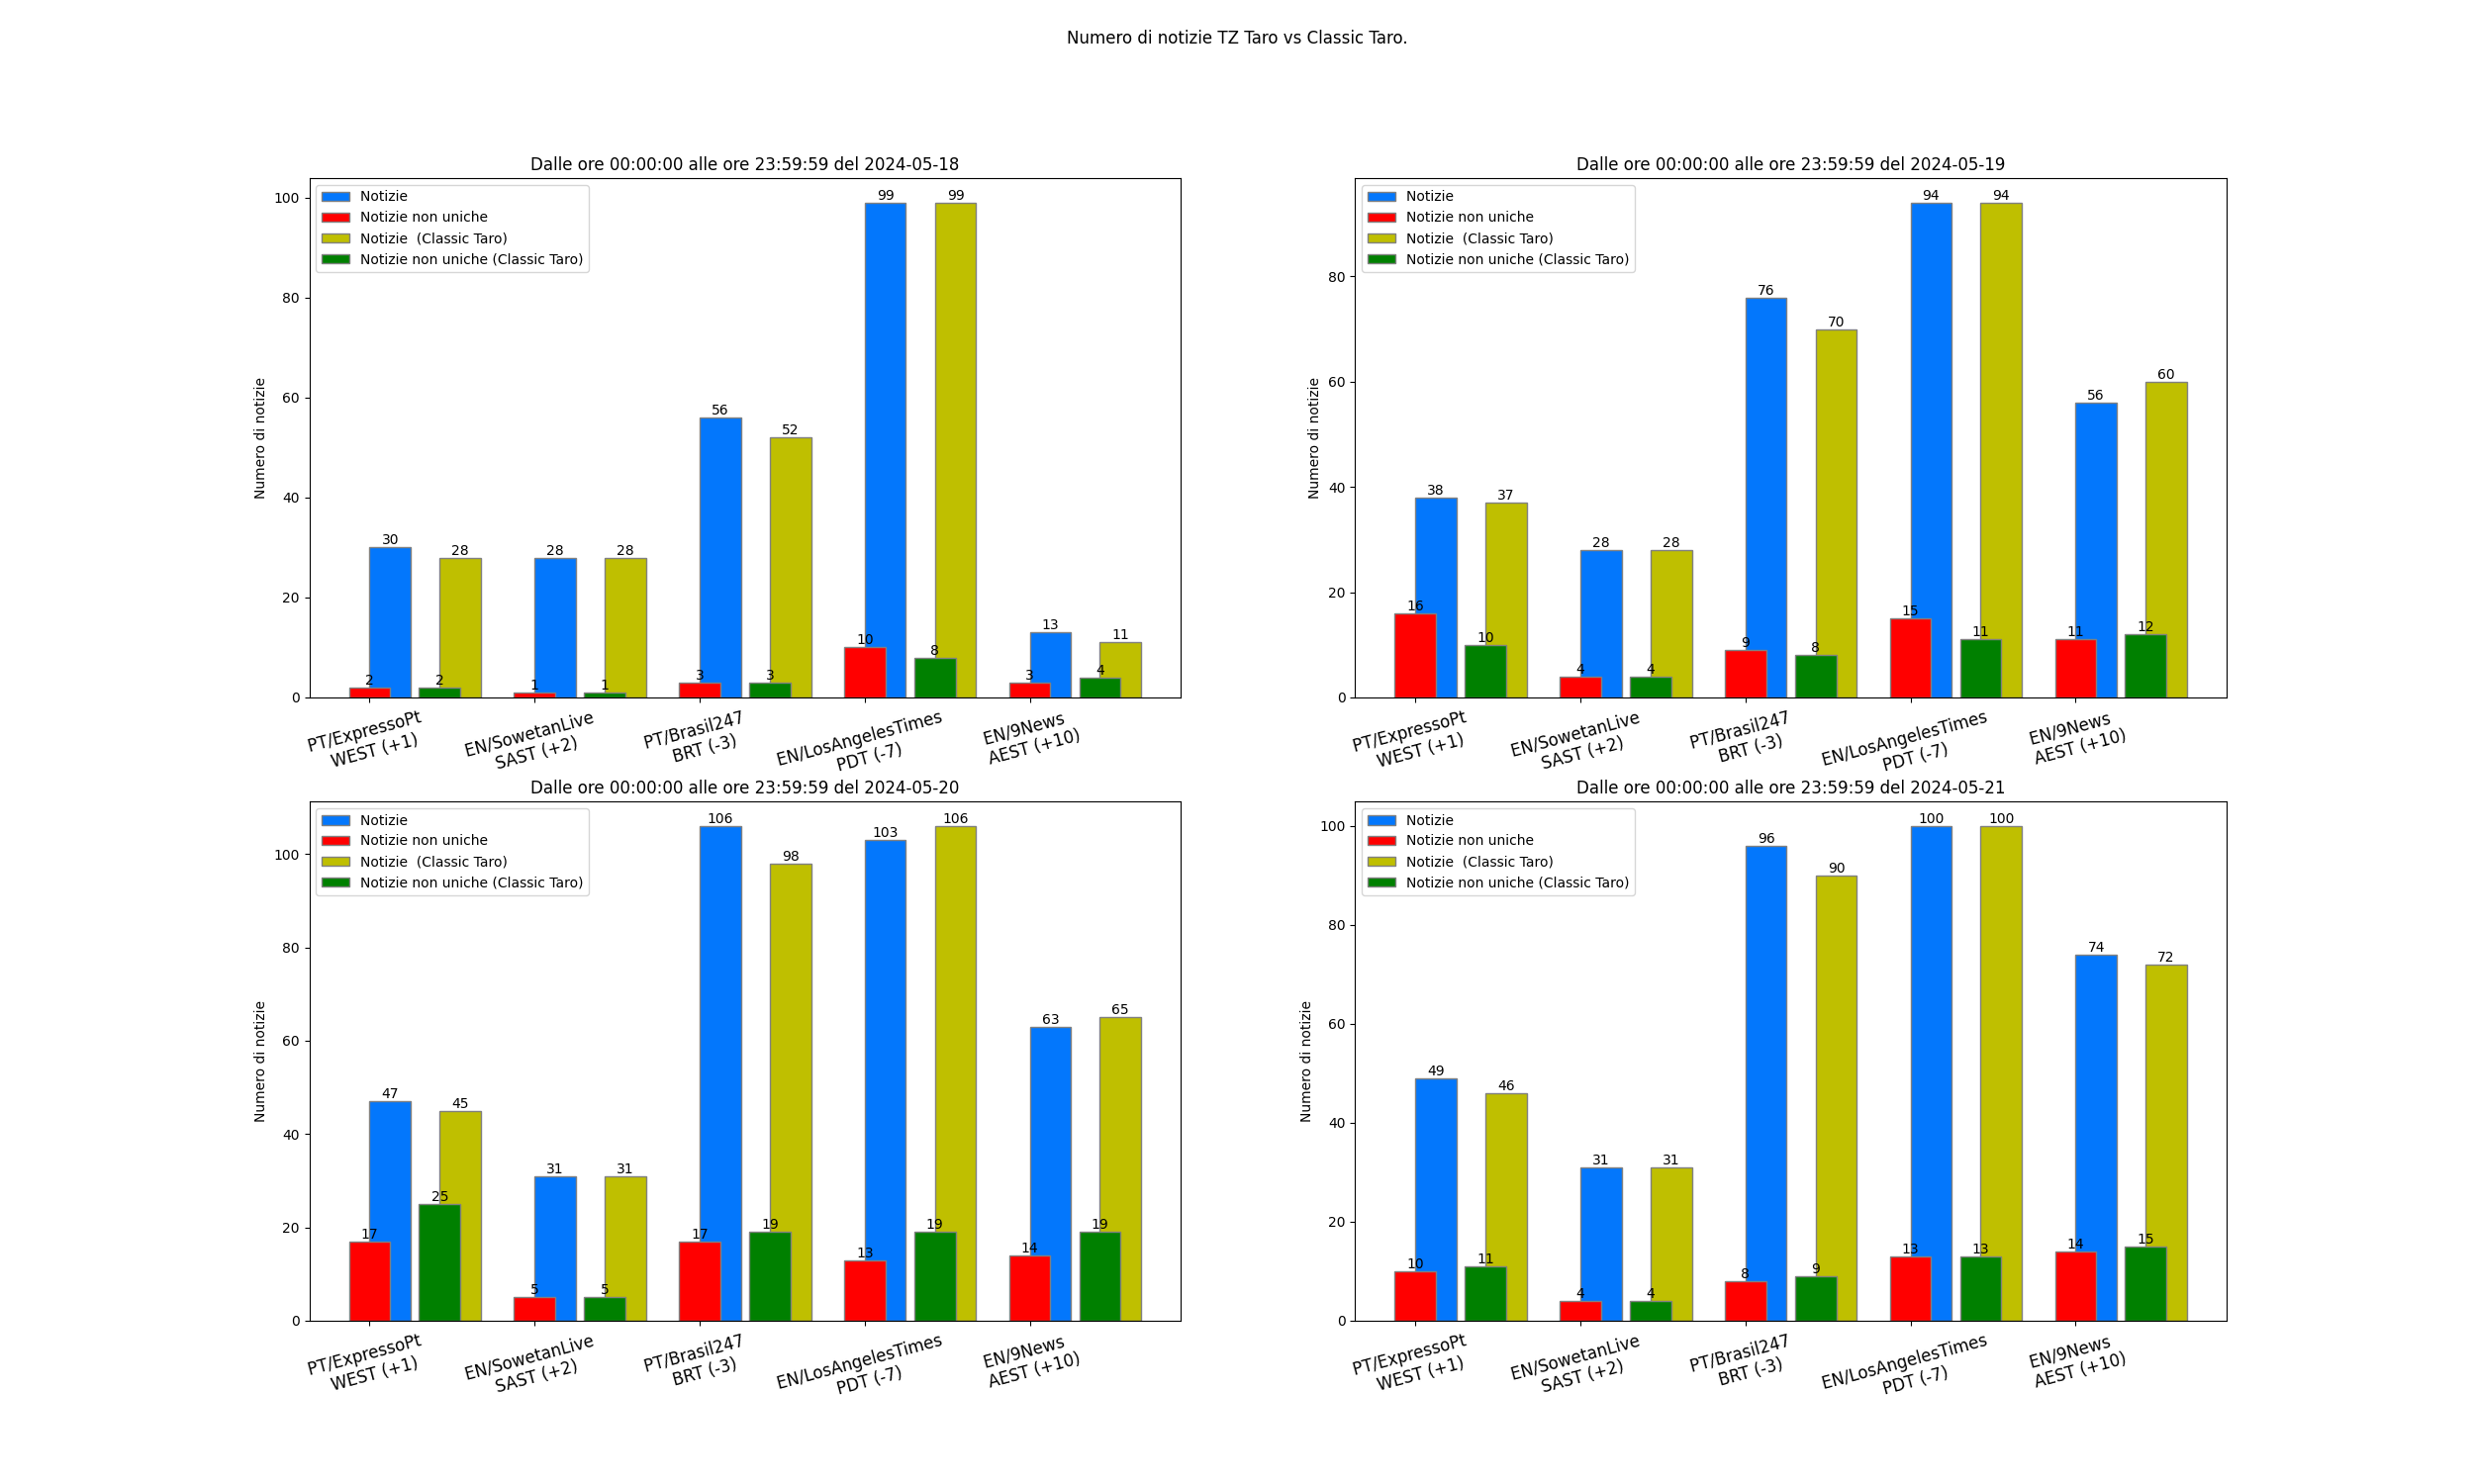 Numero di notizie TZ Taro vs Classic Taro.
Dalle ore 00:00:00 alle ore 23:59:59 del 2024-05-18
Notizie
Notizie non uniche
Notizie  (Classic Taro)
Notizie non uniche (Classic Taro)
Numero di notizie
100
80
60
40
20
0
30
28
28
28
56
52
99
99
13
11
2
2
1
1
3
3
10
8
3
4
PT/ExpressoPt
WEST (+1)
EN/SowetanLive
SAST (+2)
PT/Brasil247
BRT (-3)
EN/LosAngelesTimes
PDT (-7)
EN/9News
AEST (+10)
Dalle ore 00:00:00 alle ore 23:59:59 del 2024-05-19
Notizie
Notizie non uniche
Notizie  (Classic Taro)
Notizie non uniche (Classic Taro)
Numero di notizie
80
60
40
20
0
38
37
28
28
76
70
94
94
56
60
16
10
4
4
9
8
15
11
11
12
PT/ExpressoPt
WEST (+1)
EN/SowetanLive
SAST (+2)
PT/Brasil247
BRT (-3)
EN/LosAngelesTimes
PDT (-7)
EN/9News
AEST (+10)
Dalle ore 00:00:00 alle ore 23:59:59 del 2024-05-20
Notizie
Notizie non uniche
Notizie  (Classic Taro)
Notizie non uniche (Classic Taro)
Numero di notizie
100
80
60
40
20
0
47
45
31
31
106
98
103
106
63
65
17
25
5
5
17
19
13
19
14
19
PT/ExpressoPt
WEST (+1)
EN/SowetanLive
SAST (+2)
PT/Brasil247
BRT (-3)
EN/LosAngelesTimes
PDT (-7)
EN/9News
AEST (+10)
Dalle ore 00:00:00 alle ore 23:59:59 del 2024-05-21
Notizie
Notizie non uniche
Notizie  (Classic Taro)
Notizie non uniche (Classic Taro)
Numero di notizie
100
80
60
40
20
0
49
46
31
31
96
90
100
100
74
72
10
11
4
4
8
9
13
13
14
15
PT/ExpressoPt
WEST (+1)
EN/SowetanLive
SAST (+2)
PT/Brasil247
BRT (-3)
EN/LosAngelesTimes
PDT (-7)
EN/9News
AEST (+10)